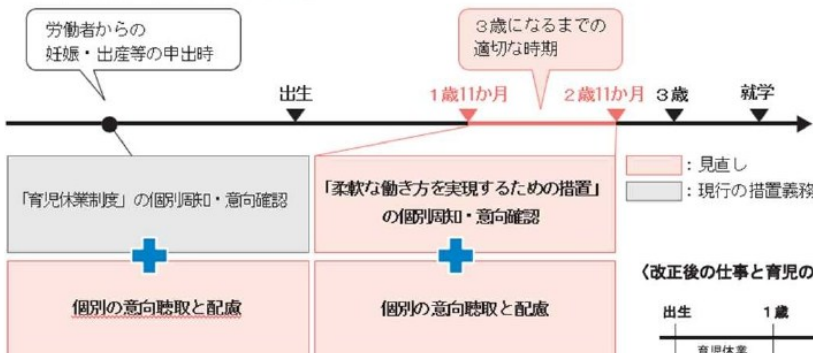 労働者からの
妊娠・出産等の申出時
３歳になるまでの
適切な時期
出生
１歳11か月
２歳11か月
３歳
就学
「育児休業制度」の個別周知・意向確認
「柔軟な働き方を実現するための措置」
の個別周知・意向確認
：見直し
：現行の措置義務
個別の意向聴取と配慮
個別の意向聴取と配慮
〈改正後の仕事と育児の
出生
１歳
育児休業